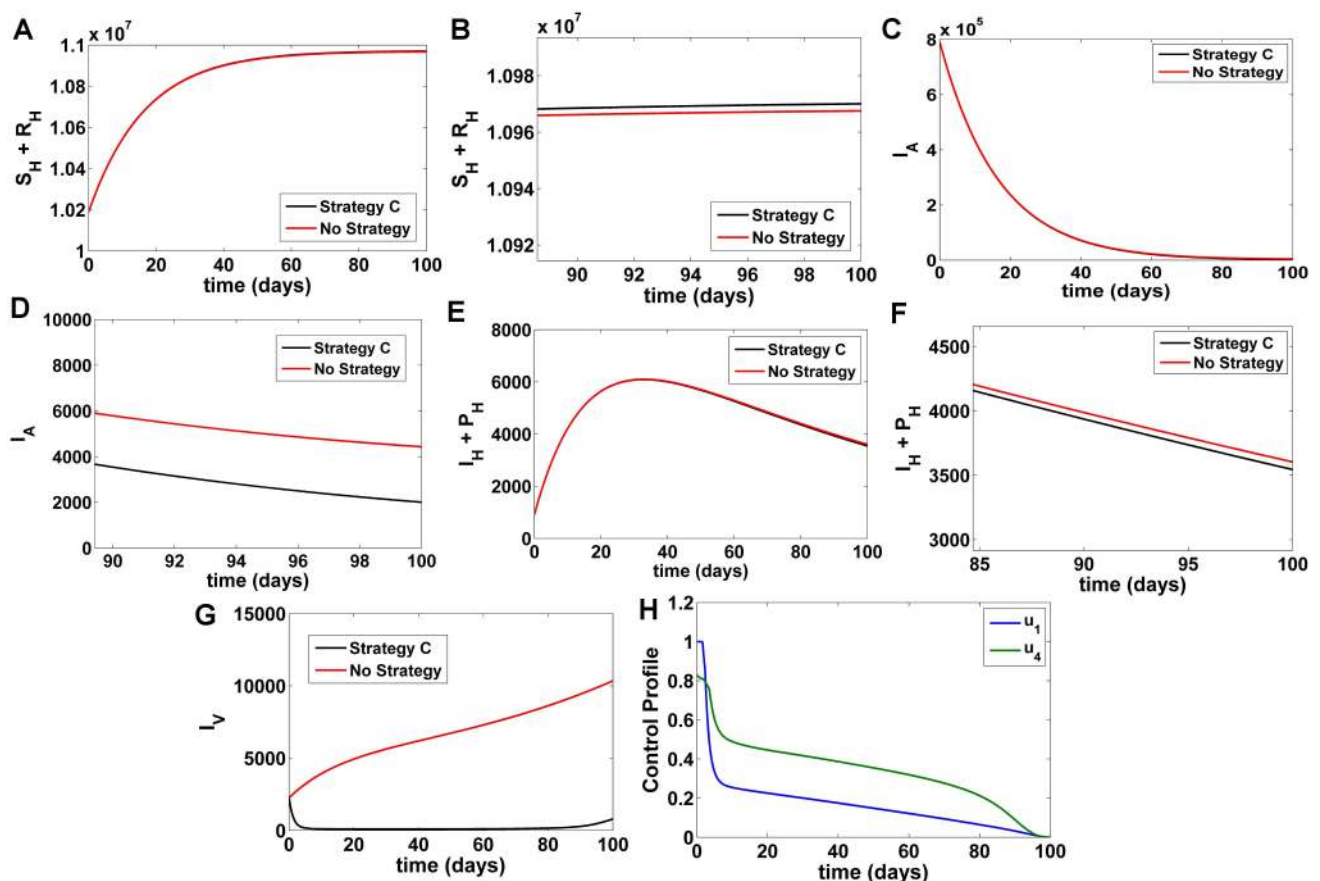 A
x 10^7
1.1
1.08
1.06
1.04
1.02
1
S_H + R_H
0 20 40 60 80 100
time (days)
Strategy C
No Strategy
B
x 10^7
1.098
1.096
1.094
1.092
S_H + R_H
90 92 94 96 98 100
time (days)
Strategy C
No Strategy
C
x 10^5
8
6
4
2
0
I_A
0 20 40 60 80 100
time (days)
Strategy C
No Strategy
D
10000
8000
6000
4000
2000
0
I_A
90 92 94 96 98 100
time (days)
Strategy C
No Strategy
E
8000
6000
4000
2000
0
I_H + P_H
0 20 40 60 80 100
time (days)
Strategy C
No Strategy
F
4500
4000
3500
3000
I_H + P_H
85 90 95 100
time (days)
Strategy C
No Strategy
G
15000
10000
5000
0
I_V
0 20 40 60 80 100
time (days)
Strategy C
No Strategy
H
1.2
1
0.8
0.6
0.4
0.2
0
Control Profile
0 20 40 60 80 100
time (days)
u_1
u_4